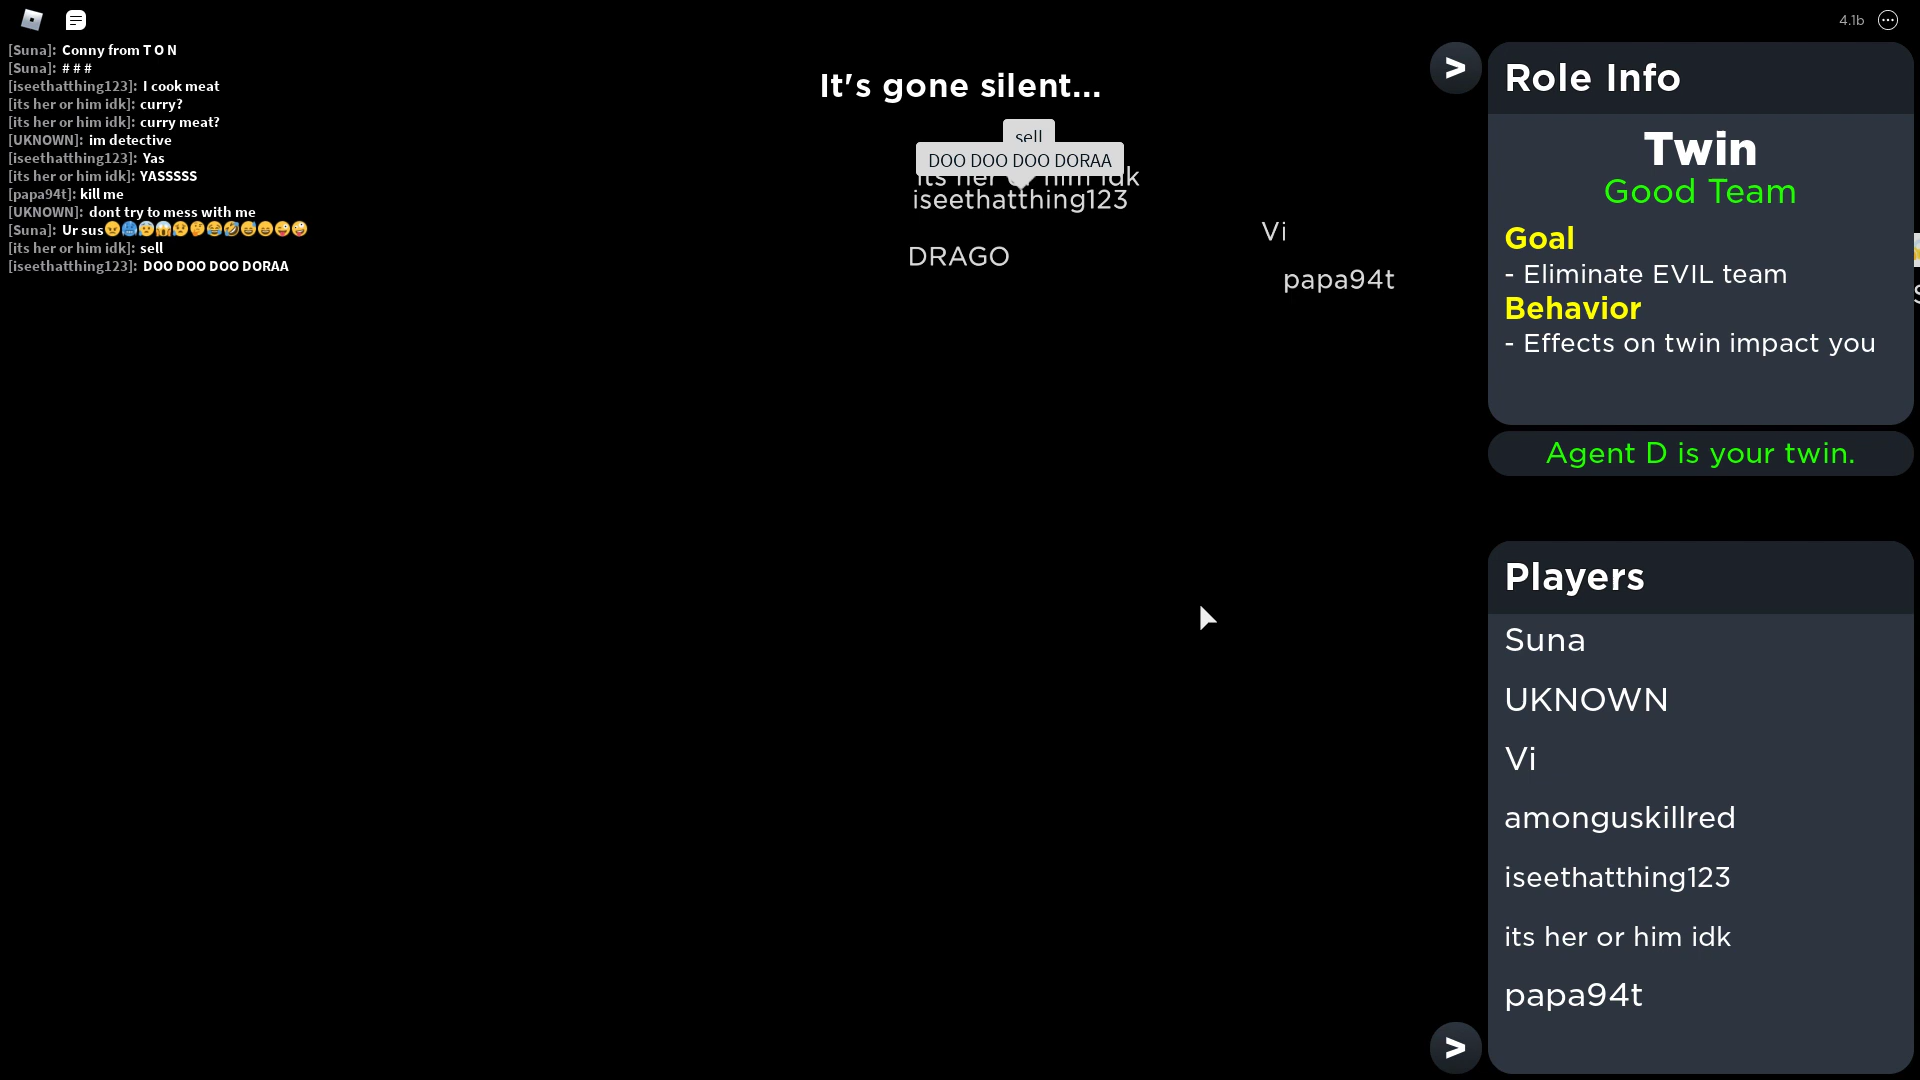 4.1b
[Suna]: Conny from T O N
[Suna]: # # #
[iseethatthing123]: I cook meat
[its her or him idk]: curry?
[its her or him idk]: curry meat?
[UKNOWN]: im detective
[iseethatthing123]: Yas
[its her or him idk]: YASSSSS
[papa94t]: kill me
[UKNOWN]: dont try to mess with me
[Suna]: Ur sus😠🥶😰😱😢🤔😂🤣😅😄😜🤪
[its her or him idk]: sell
[iseethatthing123]: DOO DOO DOO DORAA
It's gone silent...
sell
DOO DOO DOO DORAA
its her or him idk
iseethatthing123
DRAGO
Vi
papa94t
>
Role Info
Twin
Good Team
Goal
- Eliminate EVIL team
Behavior
- Effects on twin impact you
Agent D is your twin.
Players
Suna
UKNOWN
Vi
amonguskillred
iseethatthing123
its her or him idk
papa94t
>